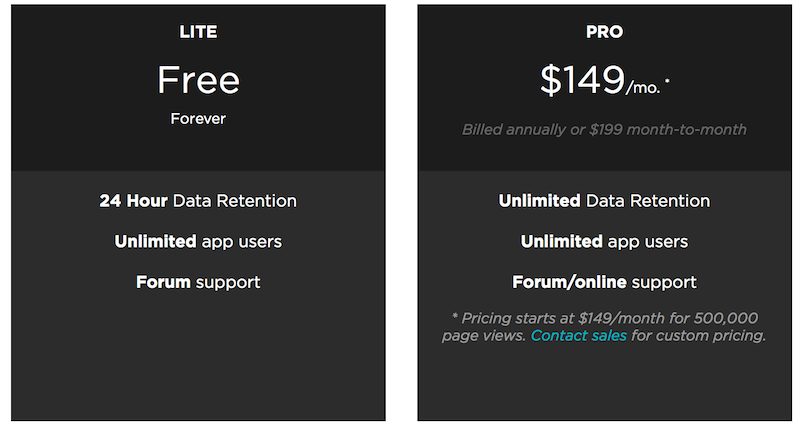 LITE
Free
Forever
24 Hour Data Retention
Unlimited app users
Forum support
PRO
$149/mo.*
Billed annually or $199 month-to-month
Unlimited Data Retention
Unlimited app users
Forum/online support
* Pricing starts at $149/month for 500,000
page views. Contact sales for custom pricing.